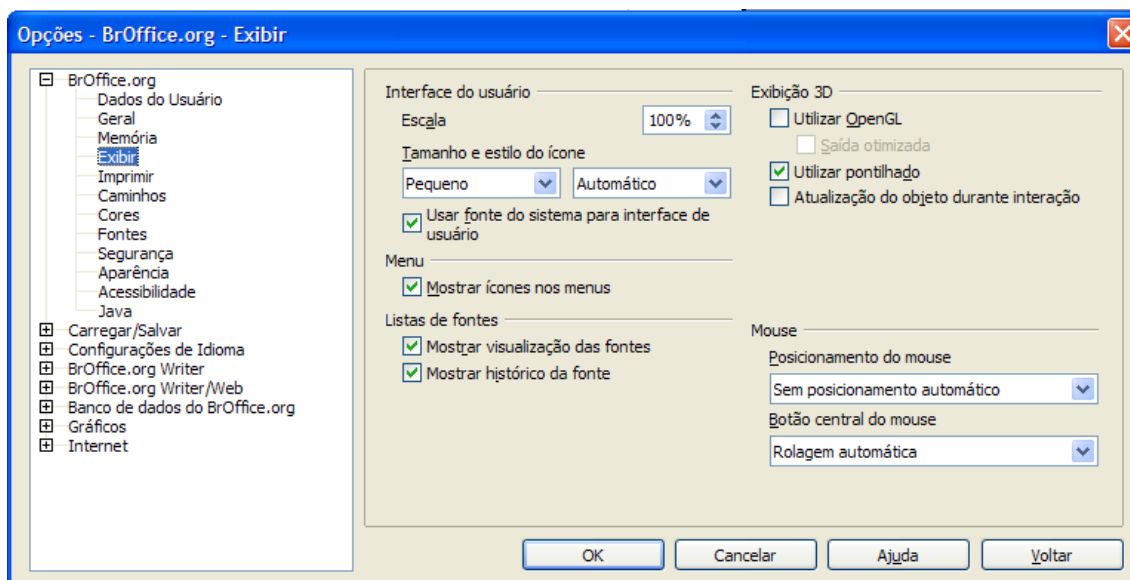 Opções - BrOffice.org - Exibir
BrOffice.org
Dados do Usuário
Geral
Memória
Exibir
Imprimir
Caminhos
Cores
Fontes
Segurança
Aparência
Acessibilidade
Java
Carregar/Salvar
Configurações de Idioma
BrOffice.org Writer
BrOffice.org Writer/Web
Banco de dados do BrOffice.org
Gráficos
Internet
Interface do usuário
Escala
100%
Tamanho e estilo do ícone
Pequeno
Automático
Usar fonte do sistema para interface de
usuário
Menu
Mostrar ícones nos menus
Listas de fontes
Mostrar visualização das fontes
Mostrar histórico da fonte
Exibição 3D
Utilizar OpenGL
Saída otimizada
Utilizar pontilhado
Atualização do objeto durante interação
Mouse
Posicionamento do mouse
Sem posicionamento automático
Botão central do mouse
Rolagem automática
OK
Cancelar
Ajuda
Voltar